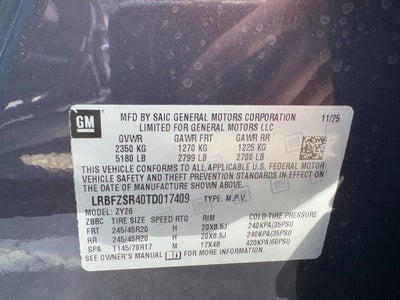 GM
MFD BY SAIC GENERAL MOTORS CORPORATION 11/25
LIMITED FOR GENERAL MOTORS LLC
GVWR GAWR FRT GAWR RR
2350 KG 1270 KG 1225 KG
5180 LB 2799 LB 2700 LB
THIS VEHICLE CONFORMS TO ALL APPLICABLE U.S. FEDERAL MOTOR
VEHICLE SAFETY AND THEFT PREVENTION STANDARDS IN EFFECT ON
THE DATE OF MANUFACTURE SHOWN ABOVE.
LRBFZSR40TD017409 TYPE: M.P.V.
MODEL: ZY26
ZBBC TIRE SIZE SPEED RTG RIM COLD TIRE PRESSURE
FRT 245/45R20 H 20X8.5J 240KPA(35PSI)
RR 245/45R20 H 20X8.5J 240KPA(35PSI)
SPA T145/70R17 M 17X4B 420KPA(60PSI)
SEE OWNER'S MANUAL FOR MORE INFORMATION.